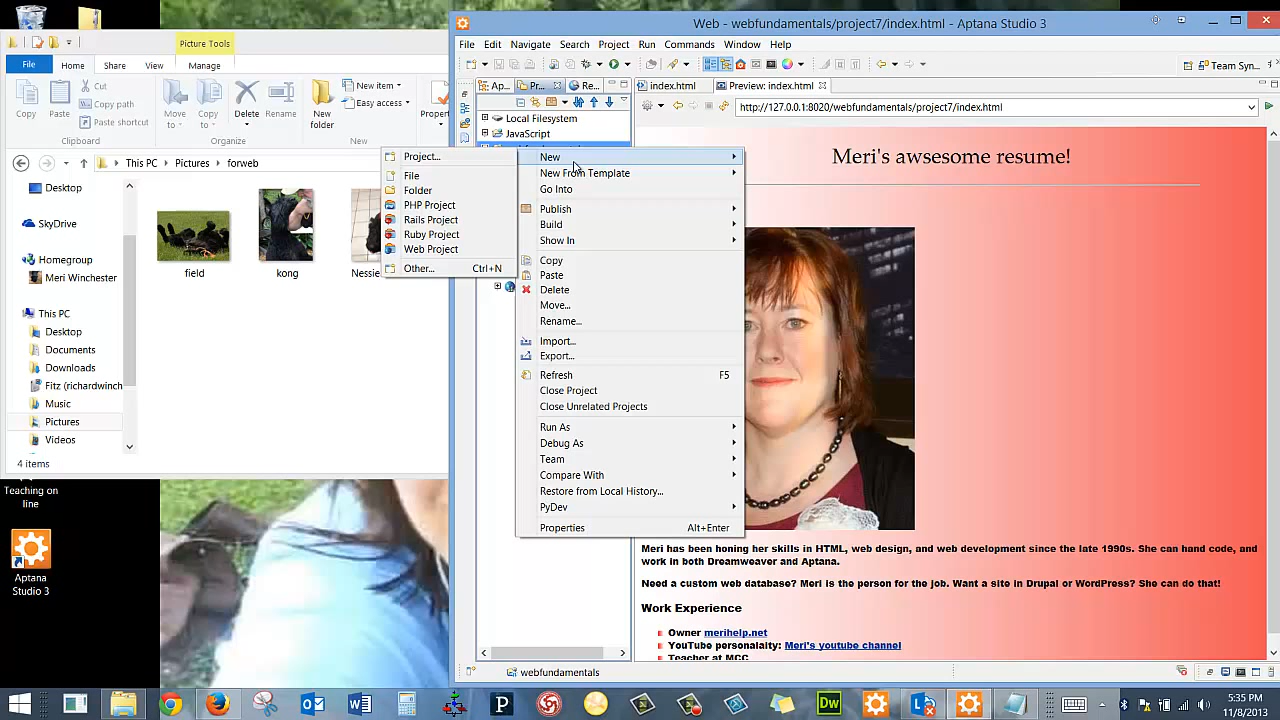 Picture Tools
File Home Share View Manage
Copy
Paste
Cut
Copy path
Paste shortcut
Clipboard
Move to
Copy to
Delete
Rename
Organize
New folder
New item
Easy access
Propert
This PC Pictures forweb
Desktop
SkyDrive
Homegroup
Meri Winchester
This PC
Desktop
Documents
Downloads
Fitz (richardwinch
Music
Pictures
Videos
field
kong
Nessie
4 items
Teaching on line
Aptana Studio 3
Web - webfundamentals/project7/index.html - Aptana Studio 3
File Edit Navigate Search Project Run Commands Window Help
Team Syn...
Ap... Pr... Re...
index.html
Preview: index.html
http://127.0.0.1:8020/webfundamentals/project7/index.html
Local Filesystem
JavaScript
Project...
File
Folder
PHP Project
Rails Project
Ruby Project
Web Project
Other... Ctrl+N
New
New From Template
Go Into
Publish
Build
Show In
Copy
Paste
Delete
Move...
Rename...
Import...
Export...
Refresh F5
Close Project
Close Unrelated Projects
Run As
Debug As
Team
Compare With
Restore from Local History...
PyDev
Properties Alt+Enter
Meri's awsesome resume!
Meri has been honing her skills in HTML, web design, and web development since the late 1990s. She can hand code, and
work in both Dreamweaver and Aptana.
Need a custom web database? Meri is the person for the job. Want a site in Drupal or WordPress? She can do that!
Work Experience
Owner merihelp.net
YouTube personalaity: Meri's youtube channel
Teacher at MCC
webfundamentals
5:35 PM
11/8/2013